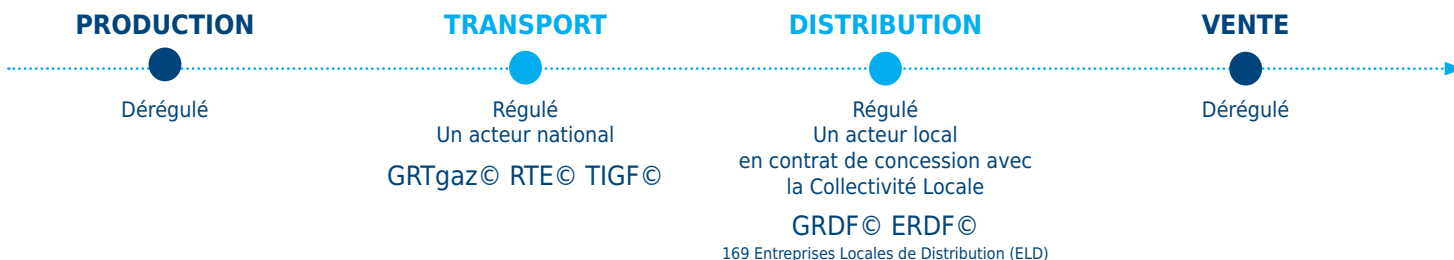 PRODUCTION
Dérégulé
TRANSPORT
Régulé
Un acteur national
GRTgaz© RTE© TIGF©
DISTRIBUTION
Régulé
Un acteur local
en contrat de concession avec
la Collectivité Locale
GRDF© ERDF©
169 Entreprises Locales de Distribution (ELD)
VENTE
Dérégulé